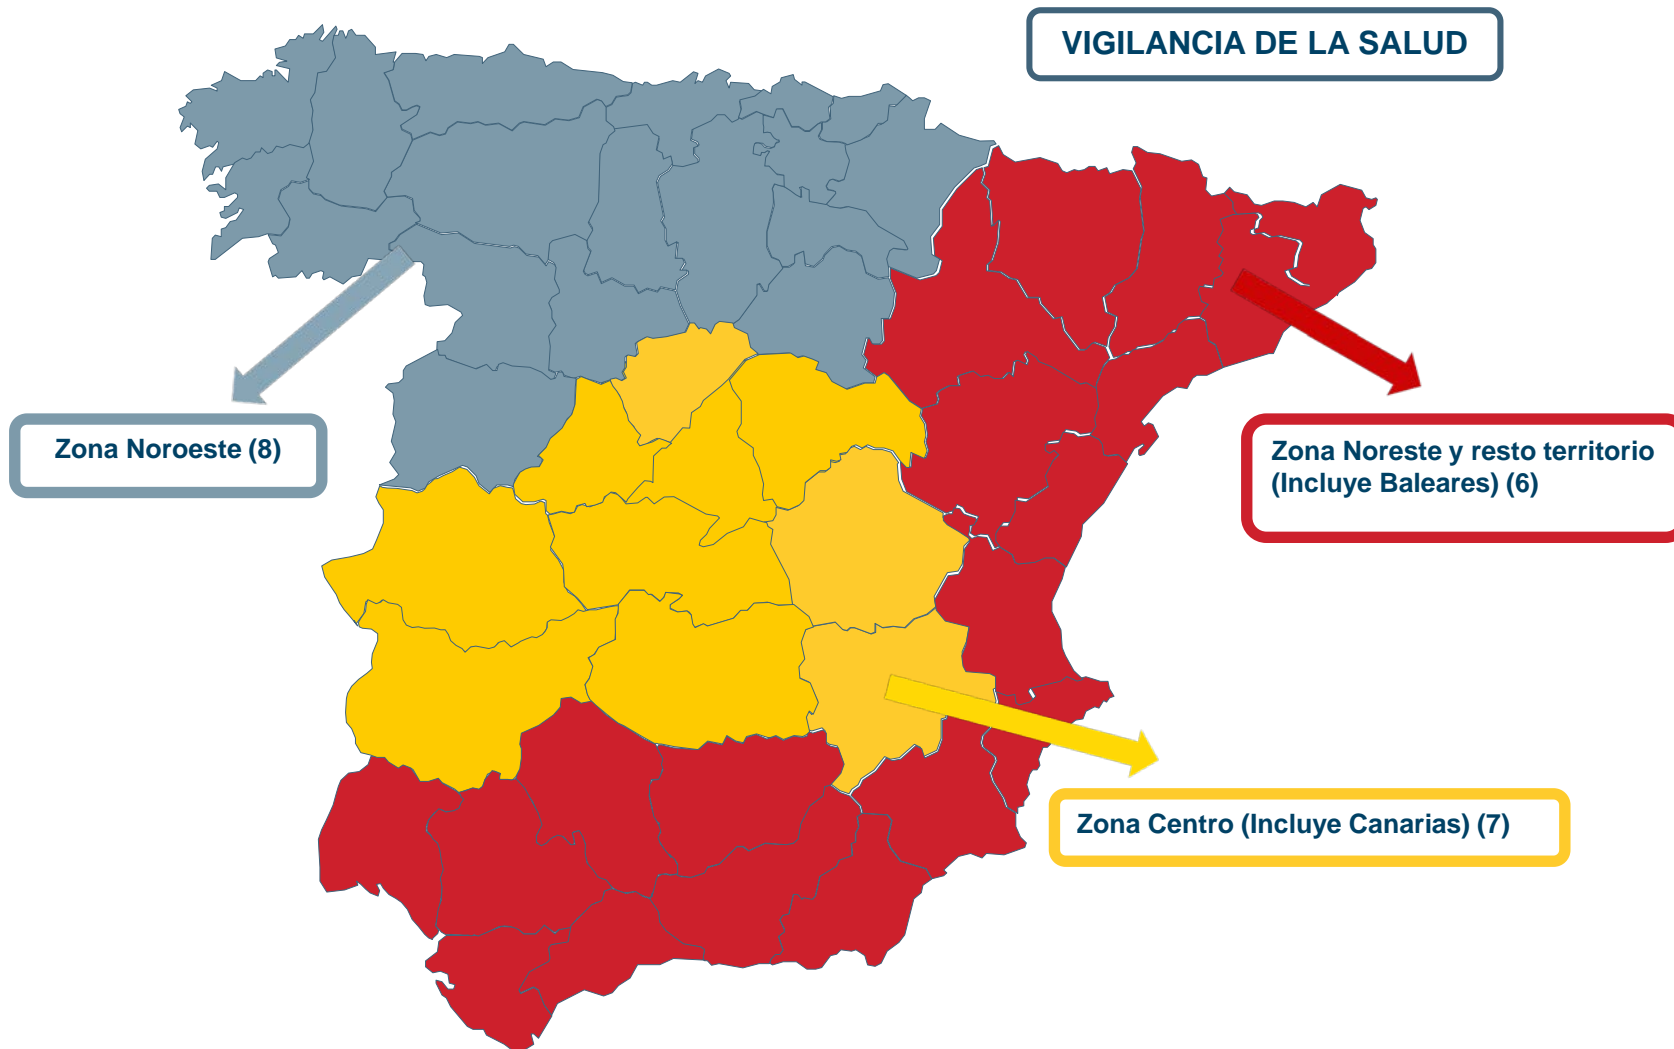 VIGILANCIA DE LA SALUD
Zona Noroeste (8)
Zona Noreste y resto territorio
(Incluye Baleares) (6)
Zona Centro (Incluye Canarias) (7)